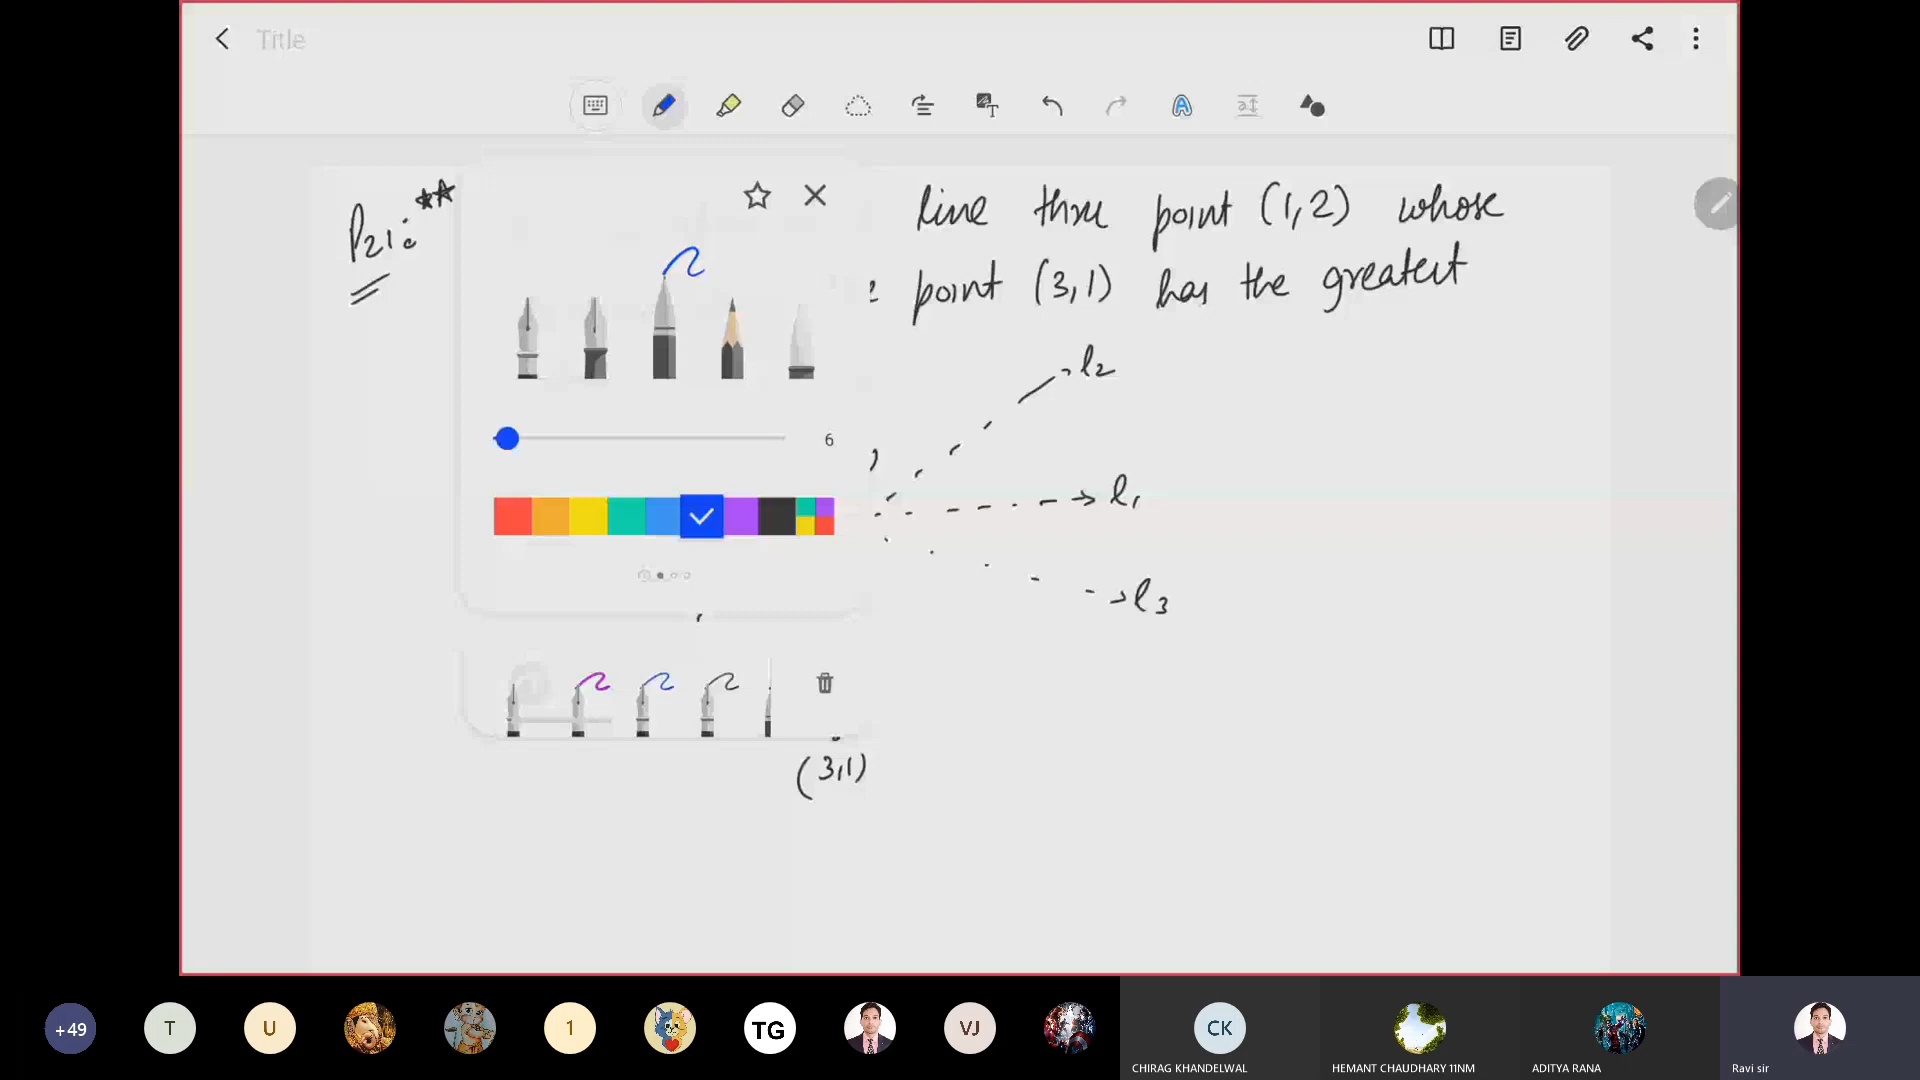 Title
P21: line thru point (1,2) whose
point (3,1) has the greatest
l2
6
l1
l3
(3,1)
+49
T
U
1
TG
VJ
CK
CHIRAG KHANDELWAL
HEMANT CHAUDHARY 11NM
ADITYA RANA
Ravi sir